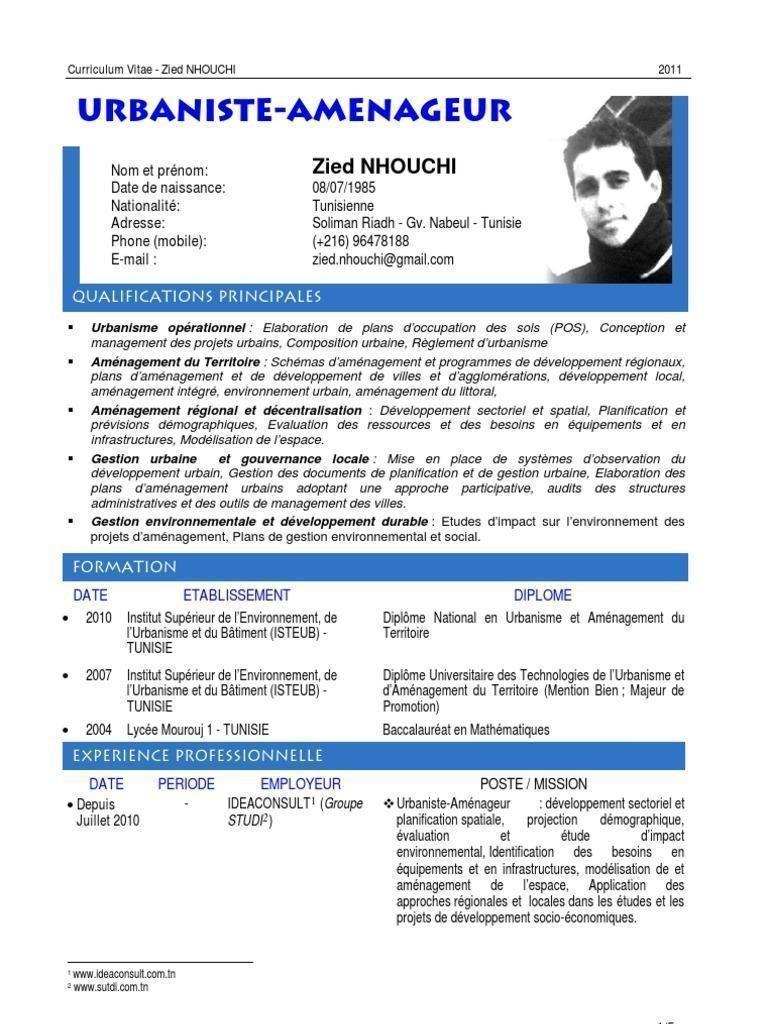 Curriculum Vitae - Zied NHOUCHI 2011
URBANISTE-AMENAGEUR
Nom et prénom: Zied NHOUCHI
Date de naissance: 08/07/1985
Nationalité: Tunisienne
Adresse: Soliman Riadh - Gv. Nabeul - Tunisie
Phone (mobile): (+216) 96478188
E-mail : zied.nhouchi@gmail.com
QUALIFICATIONS PRINCIPALES
▪ Urbanisme opérationnel : Elaboration de plans d'occupation des sols (POS), Conception et
management des projets urbains, Composition urbaine, Règlement d'urbanisme
▪ Aménagement du Territoire : Schémas d'aménagement et programmes de développement régionaux,
plans d'aménagement et de développement de villes et d'agglomérations, développement local,
aménagement intégré, environnement urbain, aménagement du littoral,
▪ Aménagement régional et décentralisation : Développement sectoriel et spatial, Planification et
prévisions démographiques, Evaluation des ressources et des besoins en équipements et en
infrastructures, Modélisation de l'espace.
▪ Gestion urbaine et gouvernance locale : Mise en place de systèmes d'observation du
développement urbain, Gestion des documents de planification et de gestion urbaine, Elaboration des
plans d'aménagement urbains adoptant une approche participative, audits des structures
administratives et des outils de management des villes.
▪ Gestion environnementale et développement durable : Etudes d'impact sur l'environnement des
projets d'aménagement, Plans de gestion environnemental et social.
FORMATION
DATE ETABLISSEMENT DIPLOME
• 2010 Institut Supérieur de l'Environnement, de Diplôme National en Urbanisme et Aménagement du
l'Urbanisme et du Bâtiment (ISTEUB) - Territoire
TUNISIE
• 2007 Institut Supérieur de l'Environnement, de Diplôme Universitaire des Technologies de l'Urbanisme et
l'Urbanisme et du Bâtiment (ISTEUB) - d'Aménagement du Territoire (Mention Bien ; Majeur de
TUNISIE Promotion)
• 2004 Lycée Mourouj 1 - TUNISIE Baccalauréat en Mathématiques
EXPERIENCE PROFESSIONNELLE
DATE PERIODE EMPLOYEUR POSTE / MISSION
• Depuis - IDEACONSULT¹ (Groupe ❖ Urbaniste-Aménageur : développement sectoriel et
Juillet 2010 STUDI²) planification spatiale, projection démographique,
évaluation et étude d'impact
environnemental, Identification des besoins en
équipements et en infrastructures, modélisation de et
aménagement de l'espace, Application des
approches régionales et locales dans les études et les
projets de développement socio-économiques.
¹ www.ideaconsult.com.tn
² www.sutdi.com.tn